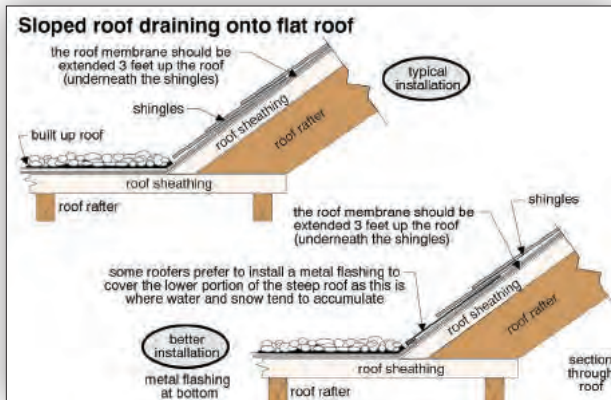 Sloped roof draining onto flat roof
the roof membrane should be
extended 3 feet up the roof
(underneath the shingles)
typical
installation
shingles
roof sheathing
roof rafter
built up roof
roof sheathing
roof rafter
the roof membrane should be
extended 3 feet up the roof
(underneath the shingles)
shingles
some roofers prefer to install a metal flashing to
cover the lower portion of the steep roof as this is
where water and snow tend to accumulate
roof sheathing
roof rafter
better
installation
metal flashing
at bottom
roof sheathing
roof rafter
section
through
roof